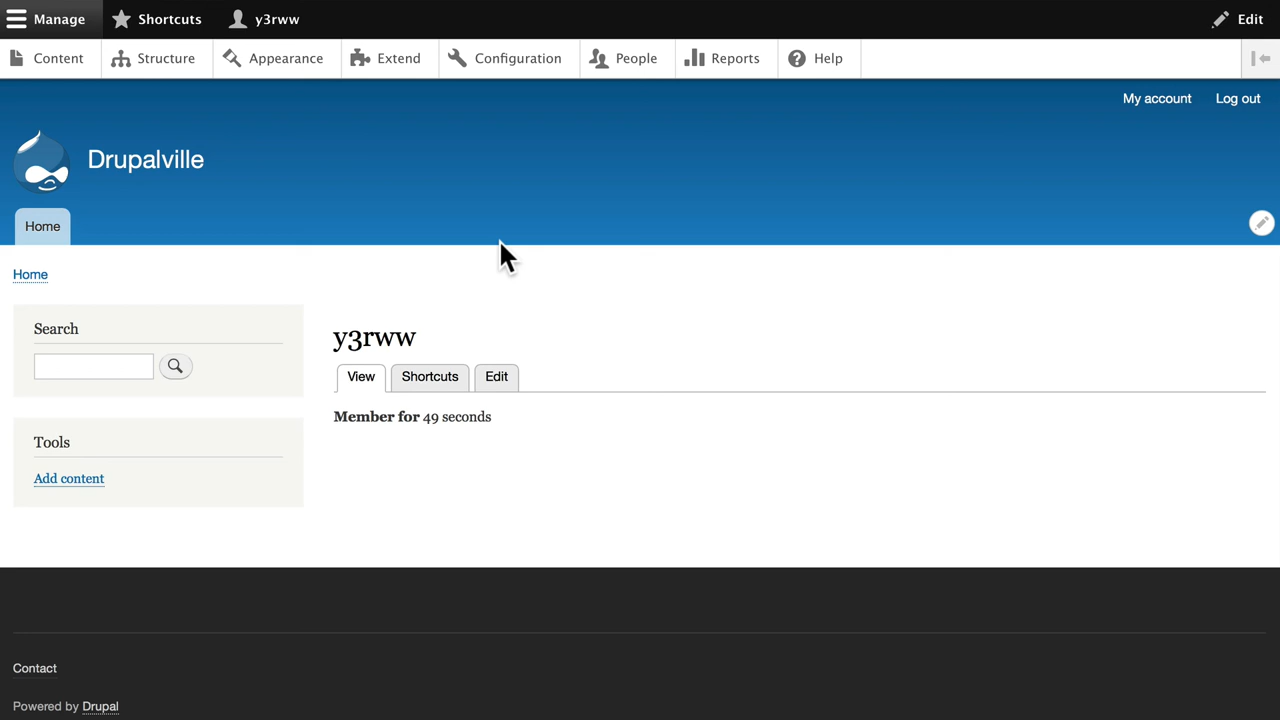 Manage Shortcuts y3rww Edit
Content Structure Appearance Extend Configuration People Reports Help
My account Log out
Drupalville
Home
Home
Search
y3rww
View Shortcuts Edit
Member for 49 seconds
Tools
Add content
Contact
Powered by Drupal